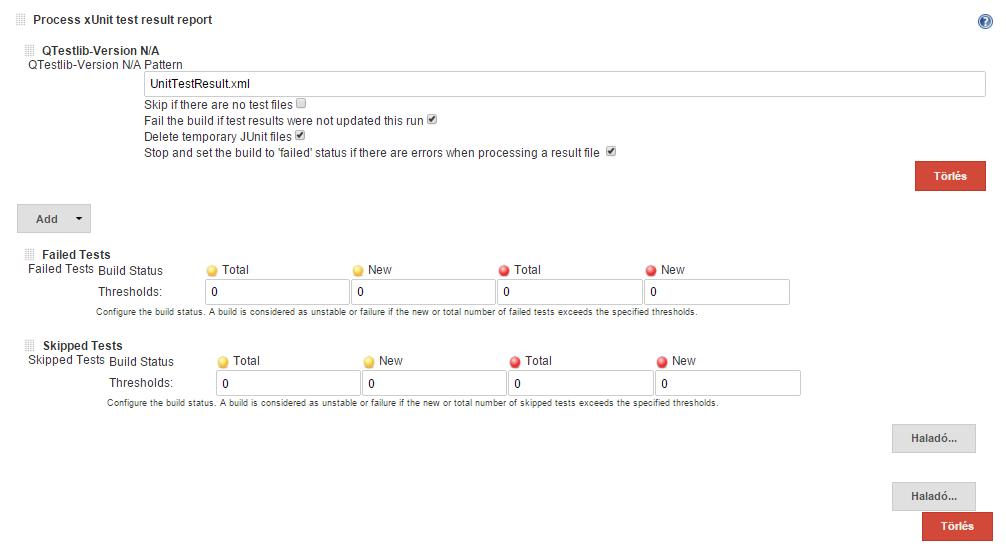 Process xUnit test result report
?
QTestlib-Version N/A
QTestlib-Version N/A Pattern
UnitTestResult.xml
Skip if there are no test files
Fail the build if test results were not updated this run
Delete temporary JUnit files
Stop and set the build to 'failed' status if there are errors when processing a result file
Törlés
Add
Failed Tests
Failed Tests Build Status Total New Total New
Thresholds: 0 0 0 0
Configure the build status. A build is considered as unstable or failure if the new or total number of failed tests exceeds the specified thresholds.
Skipped Tests
Skipped Tests Build Status Total New Total New
Thresholds: 0 0 0 0
Configure the build status. A build is considered as unstable or failure if the new or total number of skipped tests exceeds the specified thresholds.
Haladó...
Haladó...
Törlés